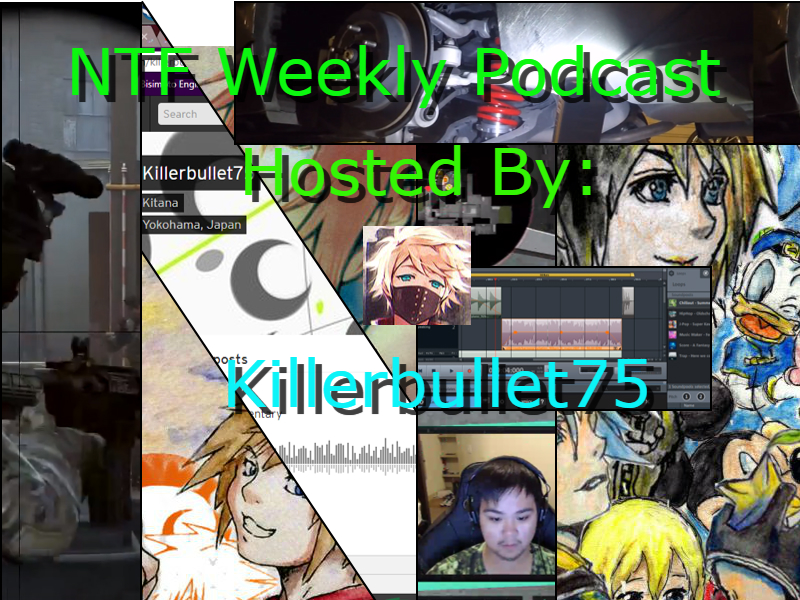 NTF Weekly Podcast
Search
Hosted By:
Killerbullet7
Kitana
Yokohama, Japan
posts
Killerbullet75